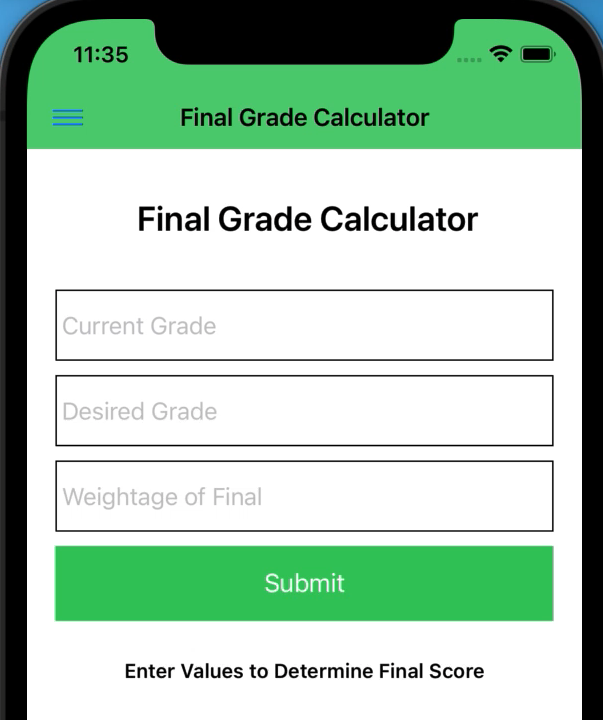 11:35
Final Grade Calculator
Final Grade Calculator
Current Grade
Desired Grade
Weightage of Final
Submit
Enter Values to Determine Final Score